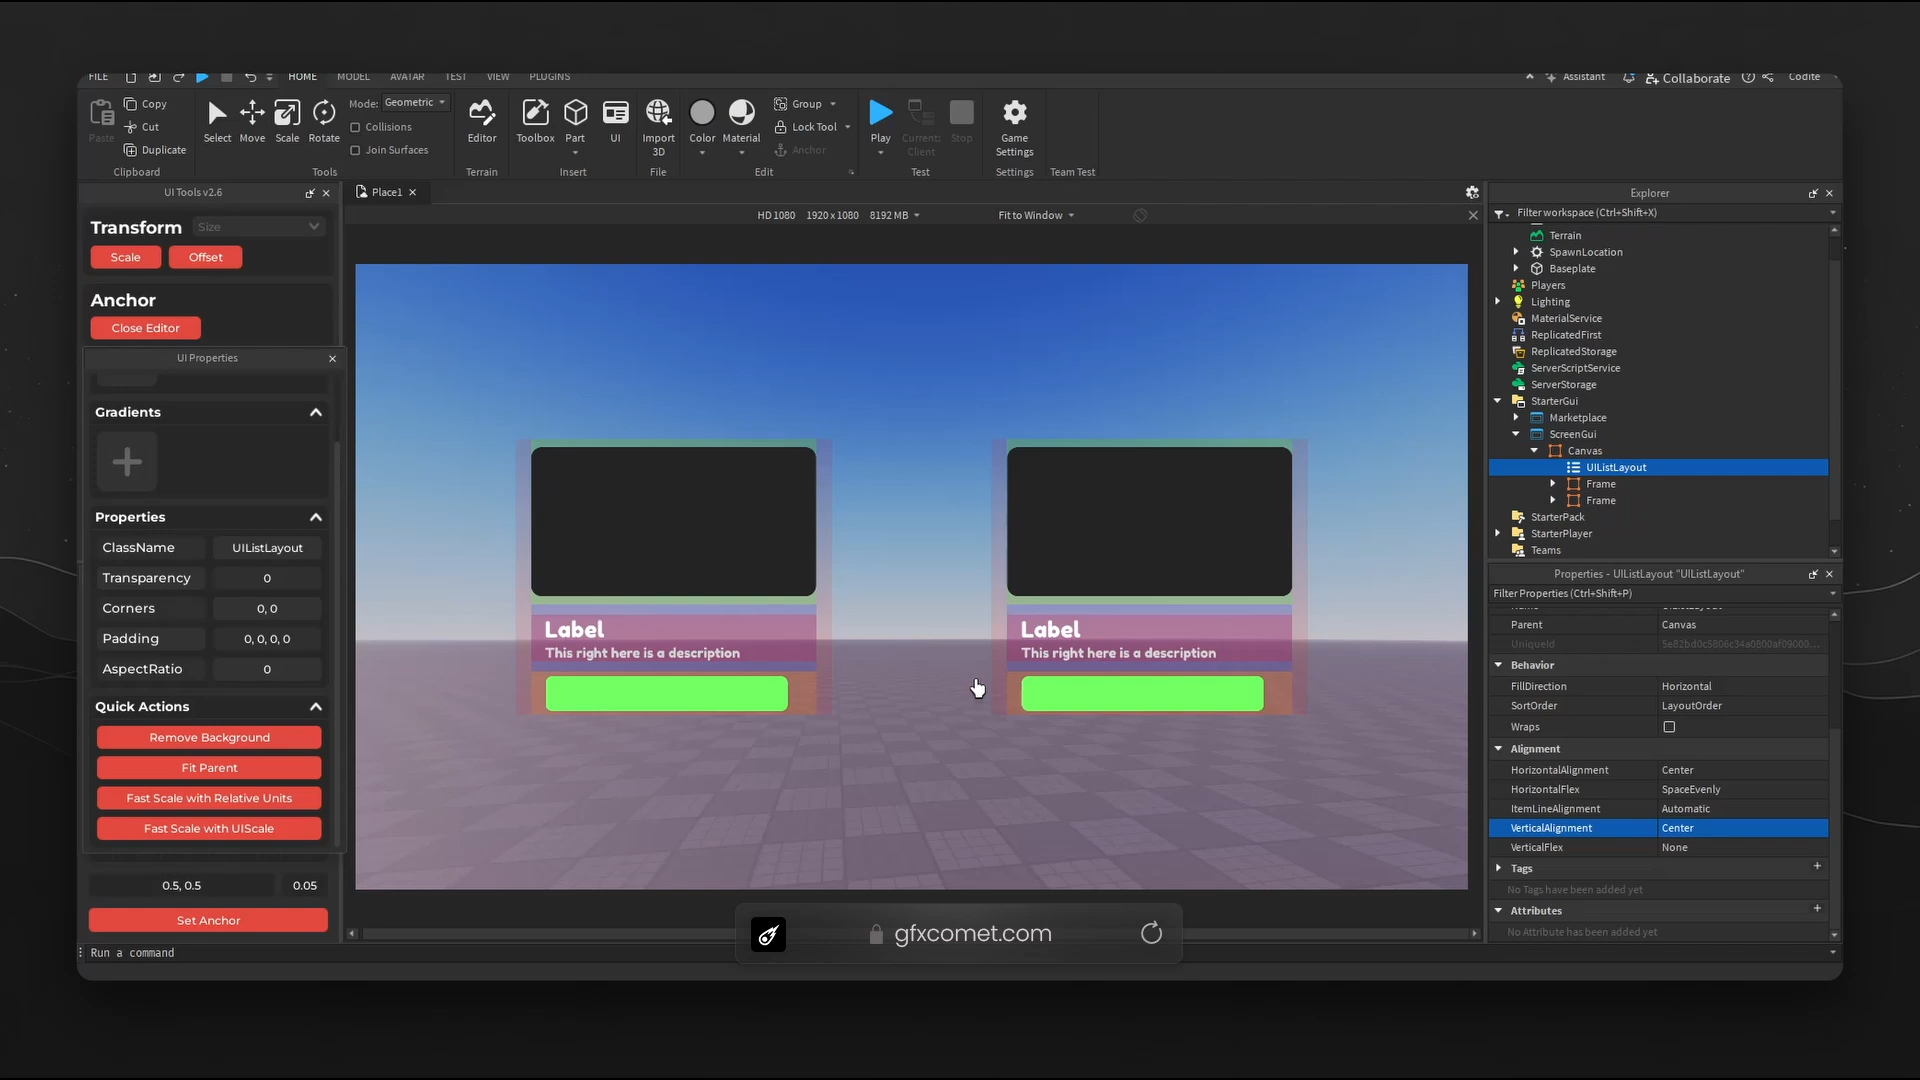 FILE
HOME
MODEL
AVATAR
TEST
VIEW
PLUGINS
Assistant
Collaborate
Codite
Paste
Copy
Cut
Duplicate
Clipboard
Select
Move
Scale
Rotate
Mode: Geometric
Collisions
Join Surfaces
Tools
Editor
Terrain
Toolbox
Part
UI
Insert
Import
3D
File
Color
Material
Group
Lock Tool
Anchor
Edit
Play
Current:
Client
Stop
Test
Game
Settings
Settings
Team Test
UI Tools v2.6
Transform
Size
Scale
Offset
Anchor
Close Editor
UI Properties
Gradients
Properties
ClassName UIListLayout
Transparency 0
Corners 0, 0
Padding 0, 0, 0, 0
AspectRatio 0
Quick Actions
Remove Background
Fit Parent
Fast Scale with Relative Units
Fast Scale with UIScale
0.5, 0.5 0.05
Set Anchor
Place1
HD 1080 1920 x 1080 8192 MB
Fit to Window
Label
This right here is a description
Label
This right here is a description
Explorer
Filter workspace (Ctrl+Shift+X)
Terrain
SpawnLocation
Baseplate
Players
Lighting
MaterialService
ReplicatedFirst
ReplicatedStorage
ServerScriptService
ServerStorage
StarterGui
Marketplace
ScreenGui
Canvas
UIListLayout
Frame
Frame
StarterPack
StarterPlayer
Teams
Properties - UIListLayout "UIListLayout"
Filter Properties (Ctrl+Shift+P)
Parent Canvas
UniqueId
Behavior
FillDirection Horizontal
SortOrder LayoutOrder
Wraps
Alignment
HorizontalAlignment Center
HorizontalFlex SpaceEvenly
ItemLineAlignment Automatic
VerticalAlignment Center
VerticalFlex None
Tags
No Tags have been added yet
Attributes
No Attribute has been added yet
gfxcomet.com
Run a command